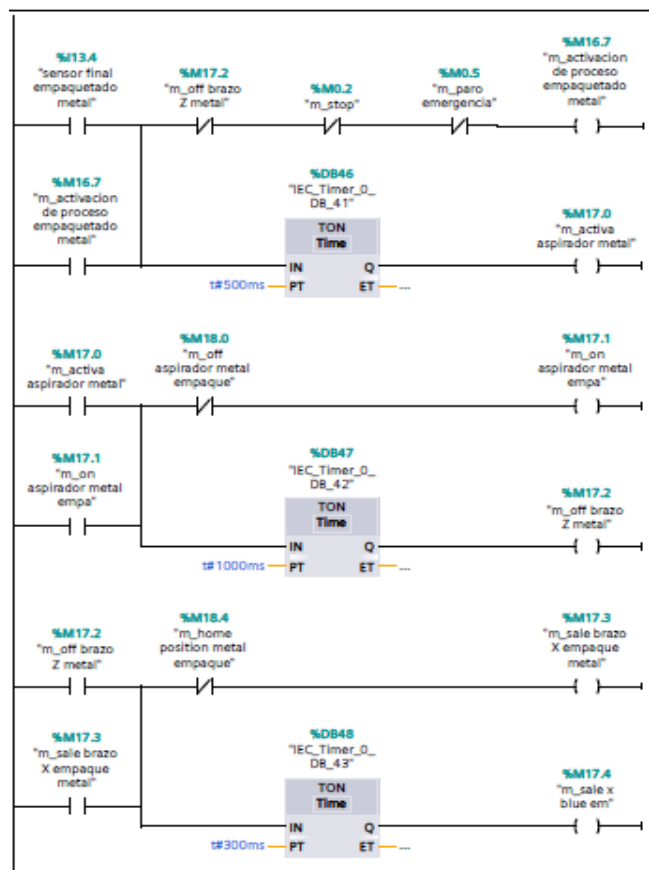 %I13.4
"sensor final
empaquetado
metal"
%M17.2
"m_off brazo
Z metal"
%M0.2
"m_stop"
%M0.5
"m_paro
emergencia"
%M16.7
"m_activacion
de proceso
empaquetado
metal"
%M16.7
"m_activacion
de proceso
empaquetado
metal"
%DB46
"IEC_Timer_0_
DB_41"
TON
Time
IN Q
t#500ms PT ET ...
%M17.0
"m_activa
aspirador metal"
%M17.0
"m_activa
aspirador metal"
%M18.0
"m_off
aspirador metal
empaque"
%M17.1
"m_on
aspirador metal
empa"
%M17.1
"m_on
aspirador metal
empa"
%DB47
"IEC_Timer_0_
DB_42"
TON
Time
IN Q
t#1000ms PT ET ...
%M17.2
"m_off brazo
Z metal"
%M17.2
"m_off brazo
Z metal"
%M18.4
"m_home
position metal
empaque"
%M17.3
"m_sale brazo
X empaque
metal"
%M17.3
"m_sale brazo
X empaque
metal"
%DB48
"IEC_Timer_0_
DB_43"
TON
Time
IN Q
t#300ms PT ET ...
%M17.4
"m_sale x
blue em"